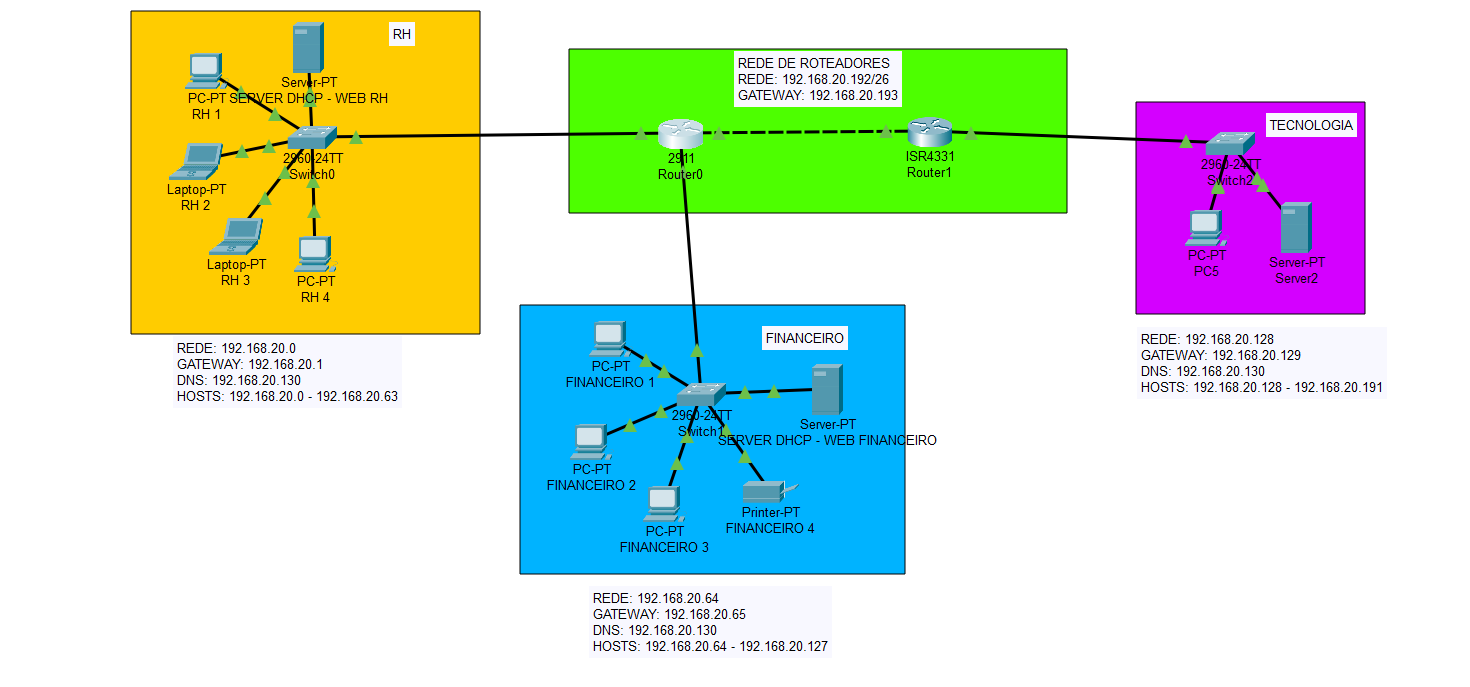 RH
Server-PT
SERVER DHCP - WEB RH
PC-PT
RH 1
2960-24TT
Switch0
Laptop-PT
RH 2
Laptop-PT
RH 3
PC-PT
RH 4
REDE: 192.168.20.0
GATEWAY: 192.168.20.1
DNS: 192.168.20.130
HOSTS: 192.168.20.0 - 192.168.20.63
REDE DE ROTEADORES
REDE: 192.168.20.192/26
GATEWAY: 192.168.20.193
2911
Router0
ISR4331
Router1
TECNOLOGIA
2960-24TT
Switch2
PC-PT
PC5
Server-PT
Server2
REDE: 192.168.20.128
GATEWAY: 192.168.20.129
DNS: 192.168.20.130
HOSTS: 192.168.20.128 - 192.168.20.191
FINANCEIRO
PC-PT
FINANCEIRO 1
2960-24TT
Switch1
Server-PT
SERVER DHCP - WEB FINANCEIRO
PC-PT
FINANCEIRO 2
PC-PT
FINANCEIRO 3
Printer-PT
FINANCEIRO 4
REDE: 192.168.20.64
GATEWAY: 192.168.20.65
DNS: 192.168.20.130
HOSTS: 192.168.20.64 - 192.168.20.127